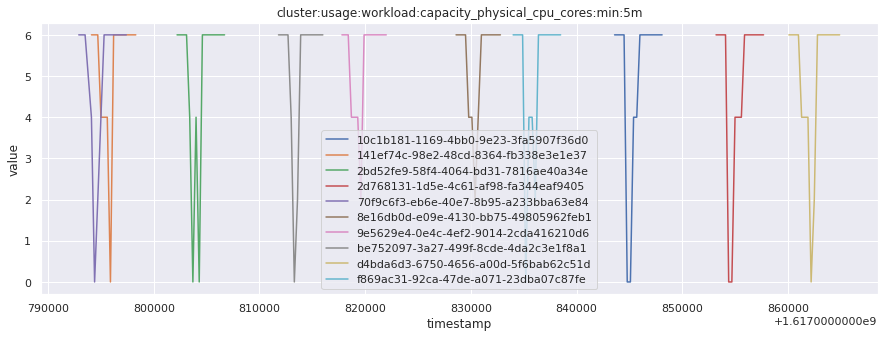 cluster:usage:workload:capacity_physical_cpu_cores:min:5m
value
6
5
4
3
2
1
0
10c1b181-1169-4bb0-9e23-3fa5907f36d0
141ef74c-98e2-48cd-8364-fb338e3e1e37
2bd52fe9-58f4-4064-bd31-7816ae40a34e
2d768131-1d5e-4c61-af98-fa344eaf9405
70f9c6f3-eb6e-40e7-8b95-a233bba63e84
8e16db0d-e09e-4130-bb75-49805962feb1
9e5629e4-0e4c-4ef2-9014-2cda416210d6
be752097-3a27-499f-8cde-4da2c3e1f8a1
d4bda6d3-6750-4656-a00d-5f6bab62c51d
f869ac31-92ca-47de-a071-23dba07c87fe
790000 800000 810000 820000 830000 840000 850000 860000
timestamp
+1.6170000000e9